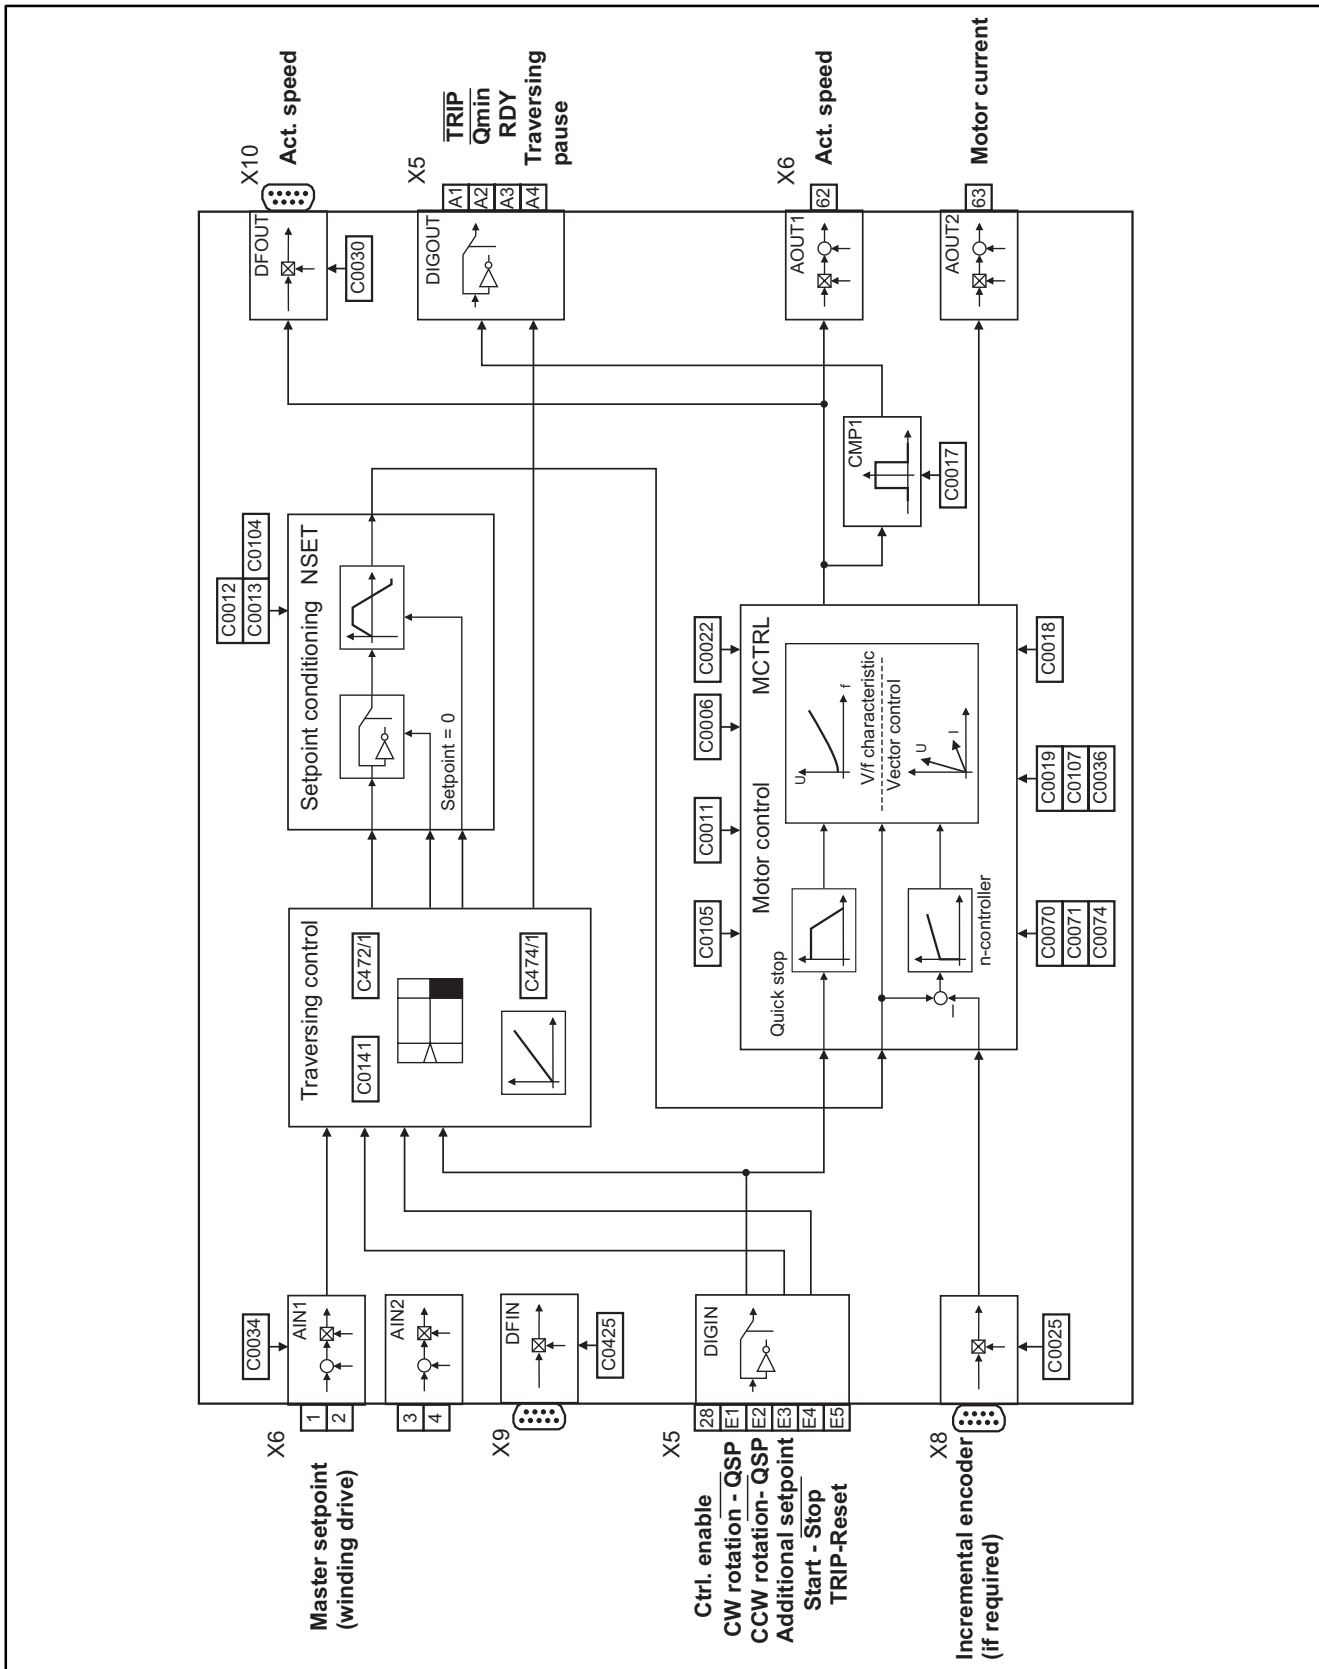 X6
Master setpoint
(winding drive)
1
2
C0034
AIN1
3
4
AIN2
X9
DFIN
C0425
X5
Ctrl. enable
CW rotation - QSP
CCW rotation- QSP
Additional setpoint
Start - Stop
TRIP-Reset
28
E1
E2
E3
E4
E5
DIGIN
X8
Incremental encoder
(if required)
C0025
Traversing control
C0141
C472/1
C474/1
Setpoint conditioning NSET
C0012
C0013
C0104
Setpoint = 0
Motor control MCTRL
C0105
C0011
C0006
C0022
Quick stop
n-controller
U
f
V/f characteristic
Vector control
U
I
C0070
C0071
C0074
C0019
C0107
C0036
C0018
CMP1
C0017
DFOUT
C0030
X10
Act. speed
DIGOUT
X5
A1
A2
A3
A4
TRIP
Qmin
RDY
Traversing
pause
AOUT1
X6
62
Act. speed
AOUT2
63
Motor current